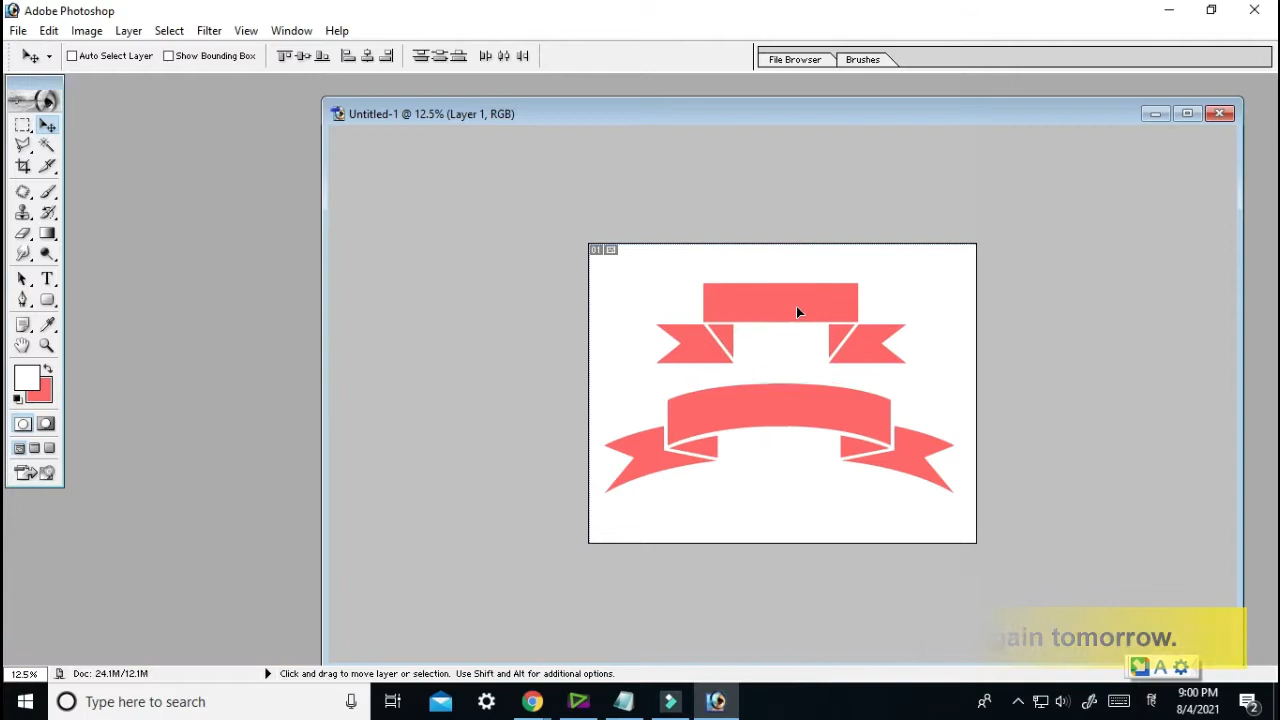 Adobe Photoshop
File Edit Image Layer Select Filter View Window Help
Auto Select Layer Show Bounding Box
File Browser Brushes
Untitled-1 @ 12.5% (Layer 1, RGB)
01
T
tomorrow.
A
12.5% Doc: 24.1M/12.1M Click and drag to move layer or selection. Use Shift and Alt for additional options.
Type here to search
हि
9:00 PM
8/4/2021
2